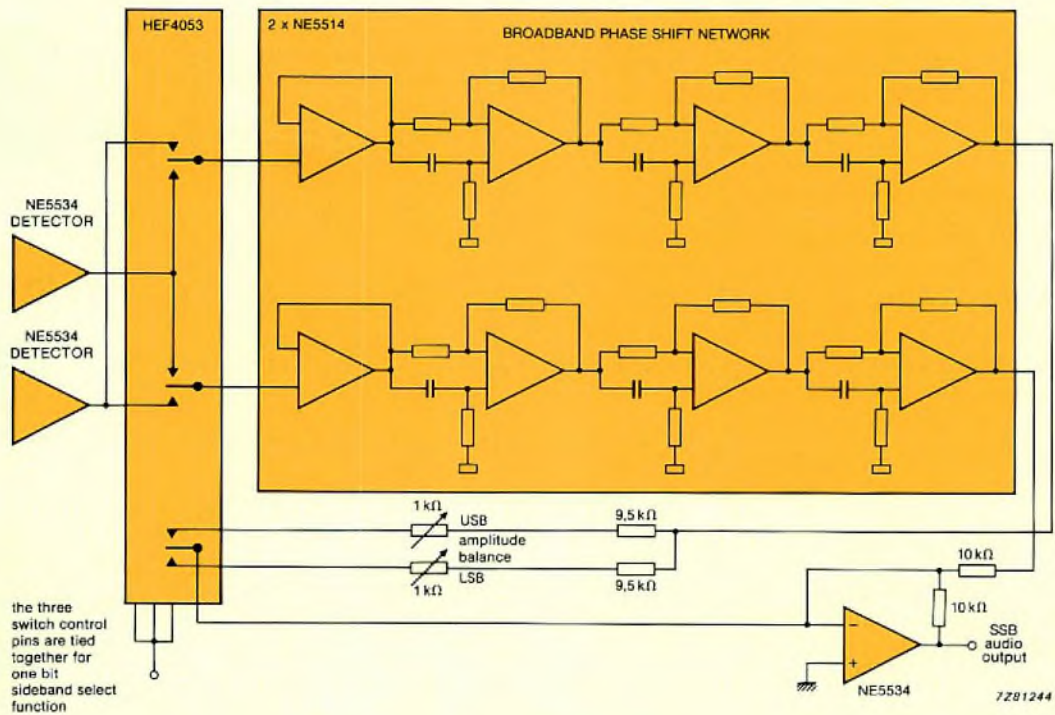 HEF4053
2 x NE5514
BROADBAND PHASE SHIFT NETWORK
NE5534
DETECTOR
NE5534
DETECTOR
1 kΩ
USB
amplitude
balance
LSB
1 kΩ
9,5 kΩ
9,5 kΩ
10 kΩ
10 kΩ
−
+
NE5534
SSB
audio
output
the three
switch control
pins are tied
together for
one bit
sideband select
function
7Z81244